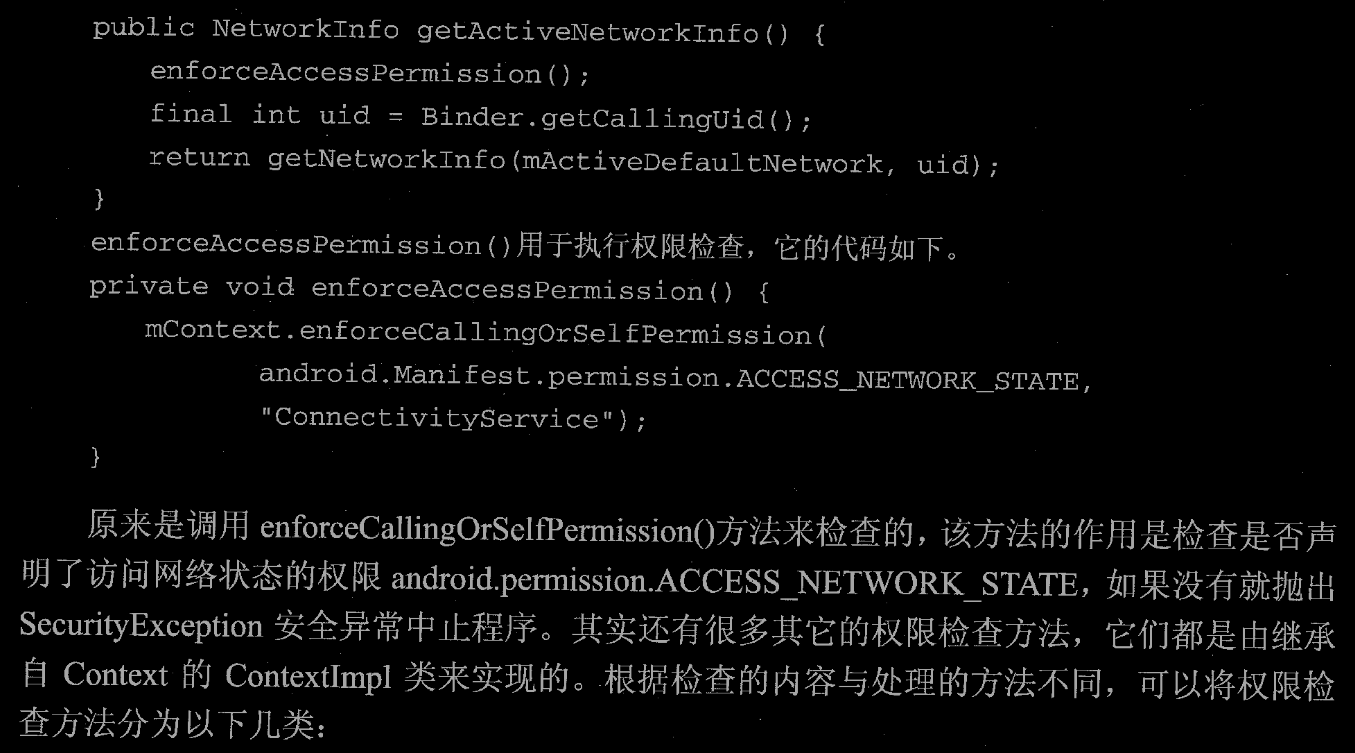 public NetworkInfo getActiveNetworkInfo() {
enforceAccessPermission();
final int uid = Binder.getCallingUid();
return getNetworkInfo(mActiveDefaultNetwork, uid);
}
enforceAccessPermission()用于执行权限检查，它的代码如下。
private void enforceAccessPermission() {
mContext.enforceCallingOrSelfPermission(
android.Manifest.permission.ACCESS_NETWORK_STATE,
"ConnectivityService");
}
原来是调用 enforceCallingOrSelfPermission()方法来检查的，该方法的作用是检查是否声
明了访问网络状态的权限 android.permission.ACCESS_NETWORK_STATE，如果没有就抛出
SecurityException 安全异常中止程序。其实还有很多其它的权限检查方法，它们都是由继承
自 Context 的 ContextImpl 类来实现的。根据检查的内容与处理的方法不同，可以将权限检
查方法分为以下几类：